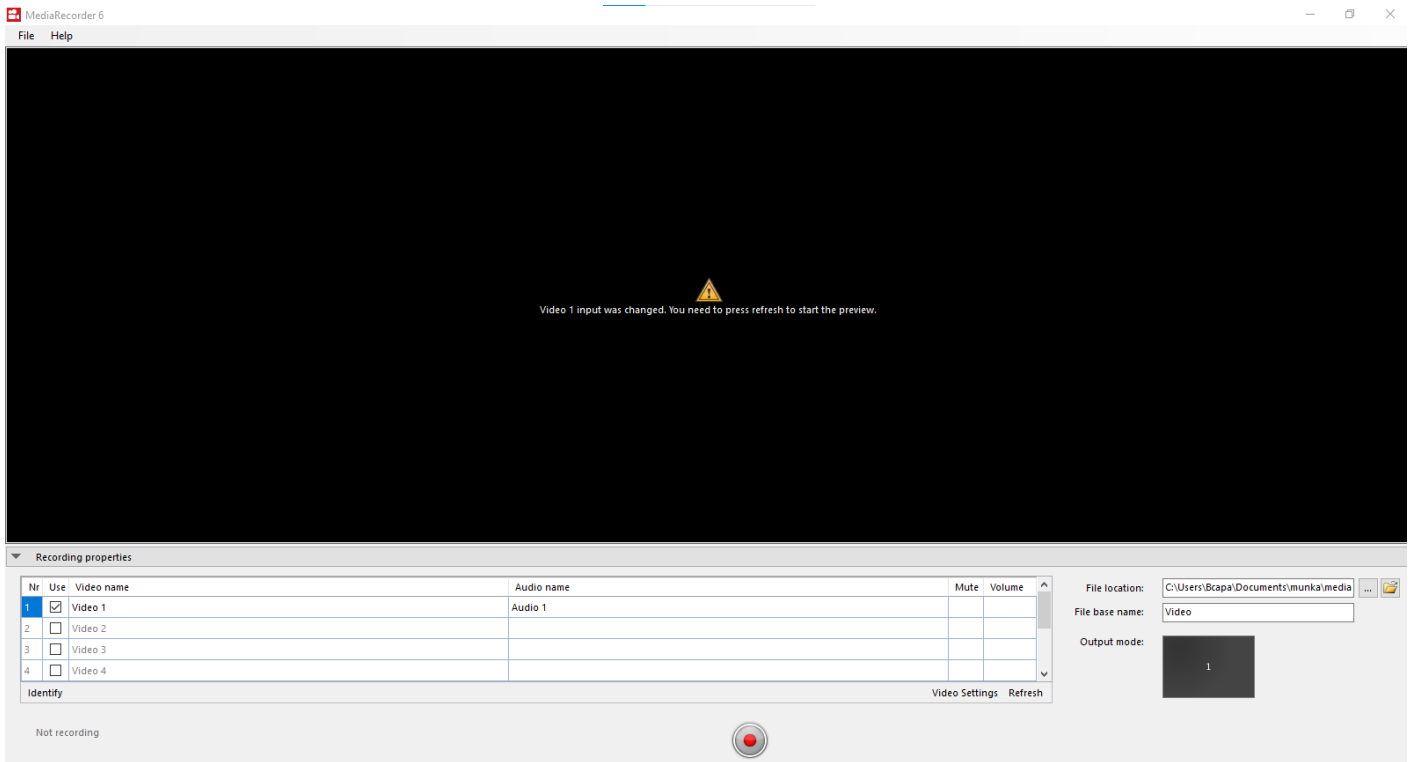 MediaRecorder 6
File Help
Video 1 input was changed. You need to press refresh to start the preview.
Recording properties
Nr Use Video name Audio name Mute Volume
1 Video 1 Audio 1
2 Video 2
3 Video 3
4 Video 4
Identify Video Settings Refresh
File location: C:\Users\Bcapa\Documents\munka\media ...
File base name: Video
Output mode: 1
Not recording